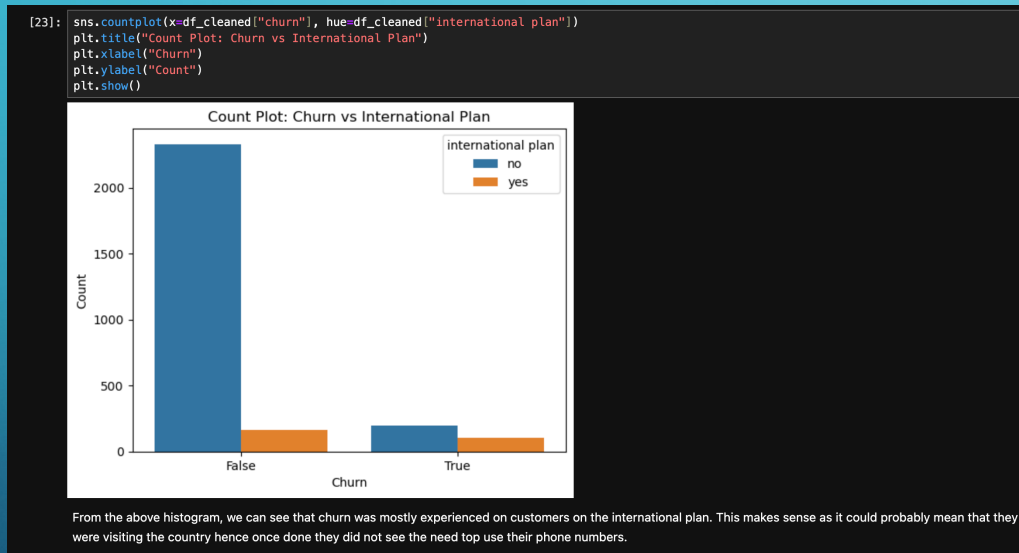 [23]: sns.countplot(x=df_cleaned["churn"], hue=df_cleaned["international plan"])
plt.title("Count Plot: Churn vs International Plan")
plt.xlabel("Churn")
plt.ylabel("Count")
plt.show()
Count Plot: Churn vs International Plan
international plan
no
yes
2000
1500
1000
500
0
Count
False
True
Churn
From the above histogram, we can see that churn was mostly experienced on customers on the international plan. This makes sense as it could probably mean that they
were visiting the country hence once done they did not see the need top use their phone numbers.